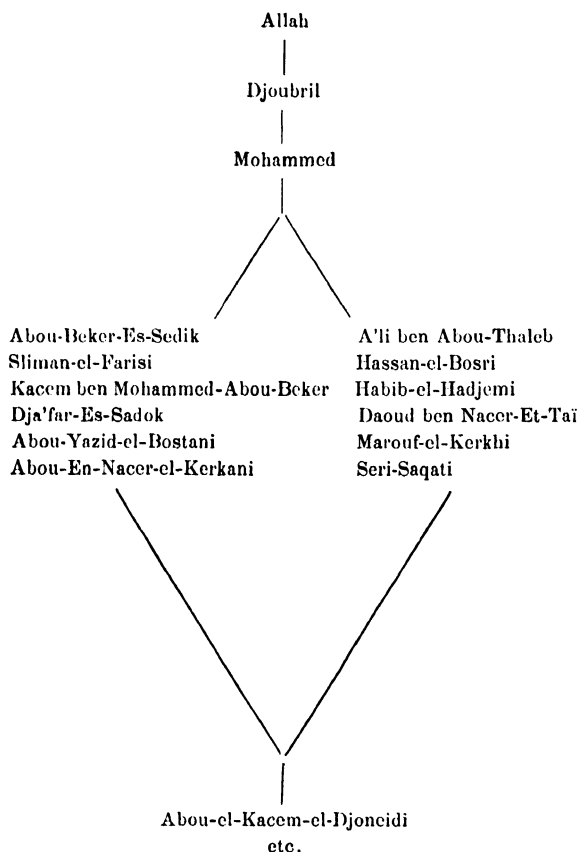 Allah
Djoubril
Mohammed
Abou-Beker-Es-Sedik
Sliman-el-Farisi
Kacem ben Mohammed-Abou-Beker
Dja'far-Es-Sadok
Abou-Yazid-el-Bostani
Abou-En-Nacer-el-Kerkani
A'li ben Abou-Thaleb
Hassan-el-Bosri
Habib-el-Hadjemi
Daoud ben Nacer-Et-Taï
Marouf-el-Kerkhi
Seri-Saqati
Abou-el-Kacem-el-Djoneidi
etc.